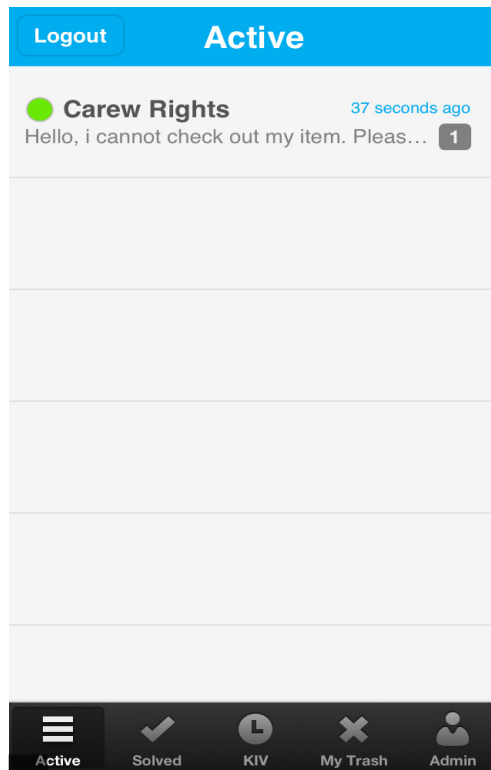 Logout Active
Carew Rights 37 seconds ago
Hello, i cannot check out my item. Pleas... 1
Active Solved KIV My Trash Admin